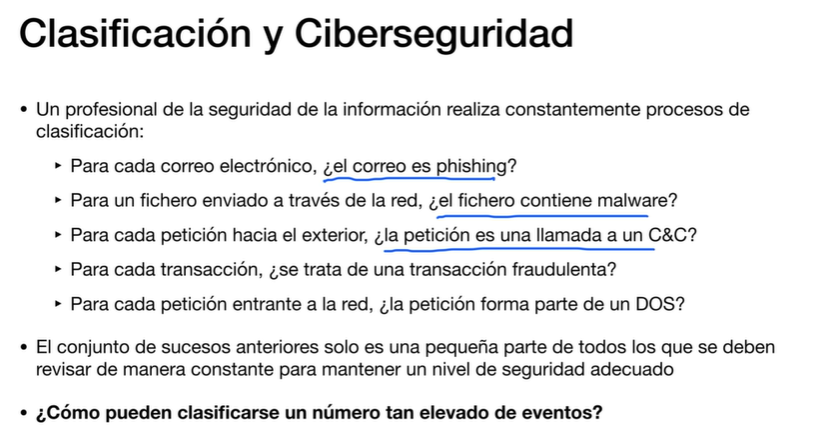 Clasificación y Ciberseguridad
• Un profesional de la seguridad de la información realiza constantemente procesos de
clasificación:
‣ Para cada correo electrónico, ¿el correo es phishing?
‣ Para un fichero enviado a través de la red, ¿el fichero contiene malware?
‣ Para cada petición hacia el exterior, ¿la petición es una llamada a un C&C?
‣ Para cada transacción, ¿se trata de una transacción fraudulenta?
‣ Para cada petición entrante a la red, ¿la petición forma parte de un DOS?
• El conjunto de sucesos anteriores solo es una pequeña parte de todos los que se deben
revisar de manera constante para mantener un nivel de seguridad adecuado
• ¿Cómo pueden clasificarse un número tan elevado de eventos?